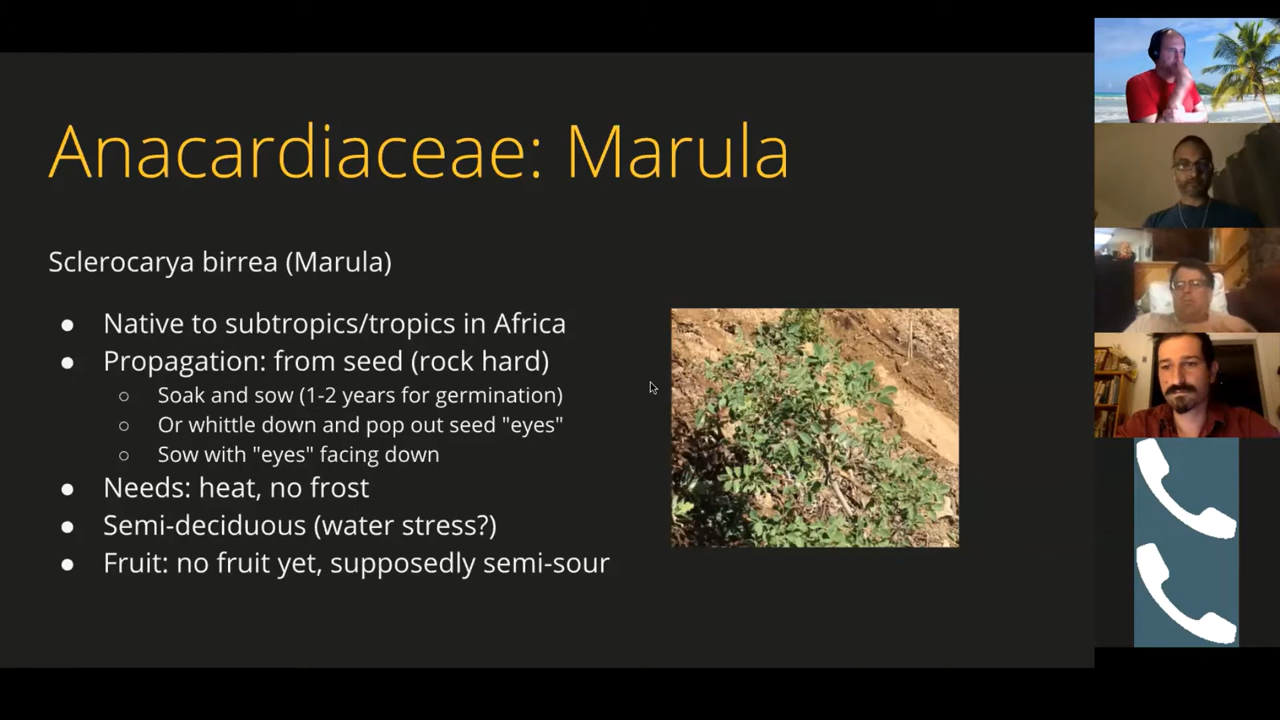 Anacardiaceae: Marula
Sclerocarya birrea (Marula)
● Native to subtropics/tropics in Africa
● Propagation: from seed (rock hard)
○ Soak and sow (1-2 years for germination)
○ Or whittle down and pop out seed "eyes"
○ Sow with "eyes" facing down
● Needs: heat, no frost
● Semi-deciduous (water stress?)
● Fruit: no fruit yet, supposedly semi-sour